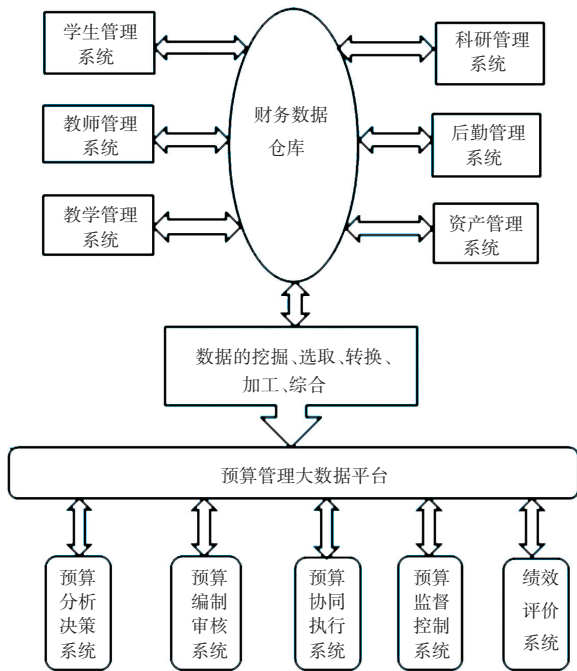 学生管理
系统
科研管理
系统
教师管理
系统
财务数据
仓库
后勤管理
系统
教学管理
系统
资产管理
系统
数据的挖掘、选取、转换、
加工、综合
预算管理大数据平台
预算
分析
决策
系统
预算
编制
审核
系统
预算
协同
执行
系统
预算
监督
控制
系统
绩效
评价
系统